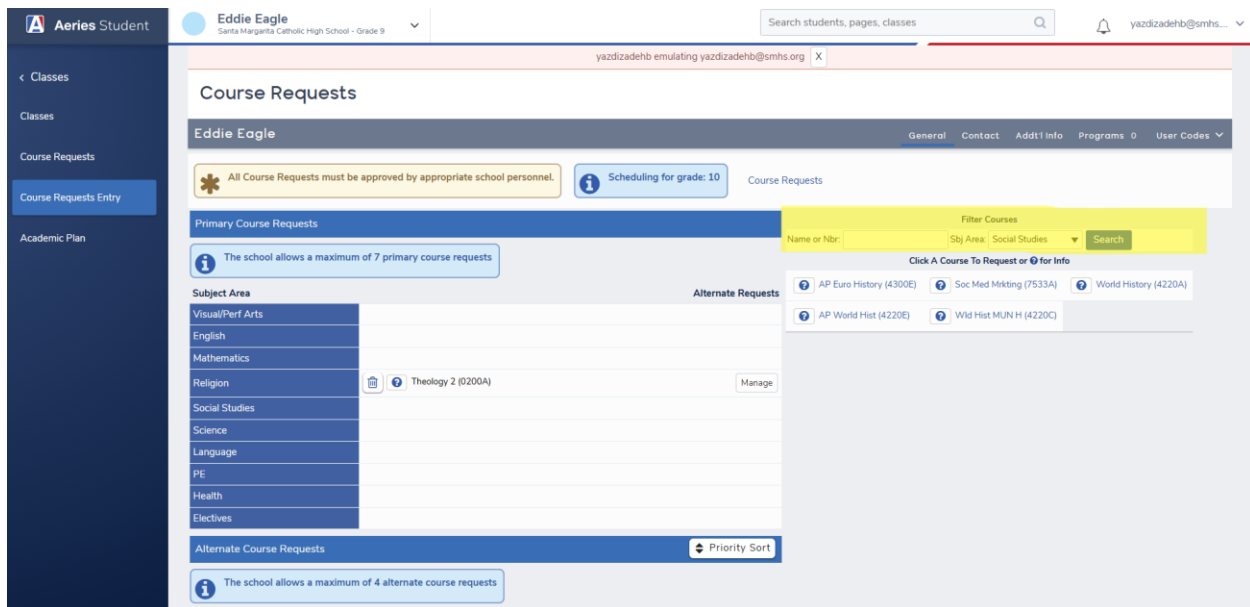 Aeries Student
Eddie Eagle
Santa Margarita Catholic High School - Grade 9
Search students, pages, classes
yazdizadehb@smhs....
yazdizadehb emulating yazdizadehb@smhs.org X
< Classes
Classes
Course Requests
Course Requests Entry
Academic Plan
Course Requests
Eddie Eagle
General Contact Addt'l Info Programs 0 User Codes
All Course Requests must be approved by appropriate school personnel.
Scheduling for grade: 10
Course Requests
Primary Course Requests
The school allows a maximum of 7 primary course requests
Subject Area Alternate Requests
Visual/Perf Arts
English
Mathematics
Religion Theology 2 (0200A) Manage
Social Studies
Science
Language
PE
Health
Electives
Alternate Course Requests Priority Sort
The school allows a maximum of 4 alternate course requests
Filter Courses
Name or Nbr: Sbj Area: Social Studies Search
Click A Course To Request or ? for Info
? AP Euro History (4300E) ? Soc Med Mrkting (7533A) ? World History (4220A)
? AP World Hist (4220E) ? Wld Hist MUN H (4220C)